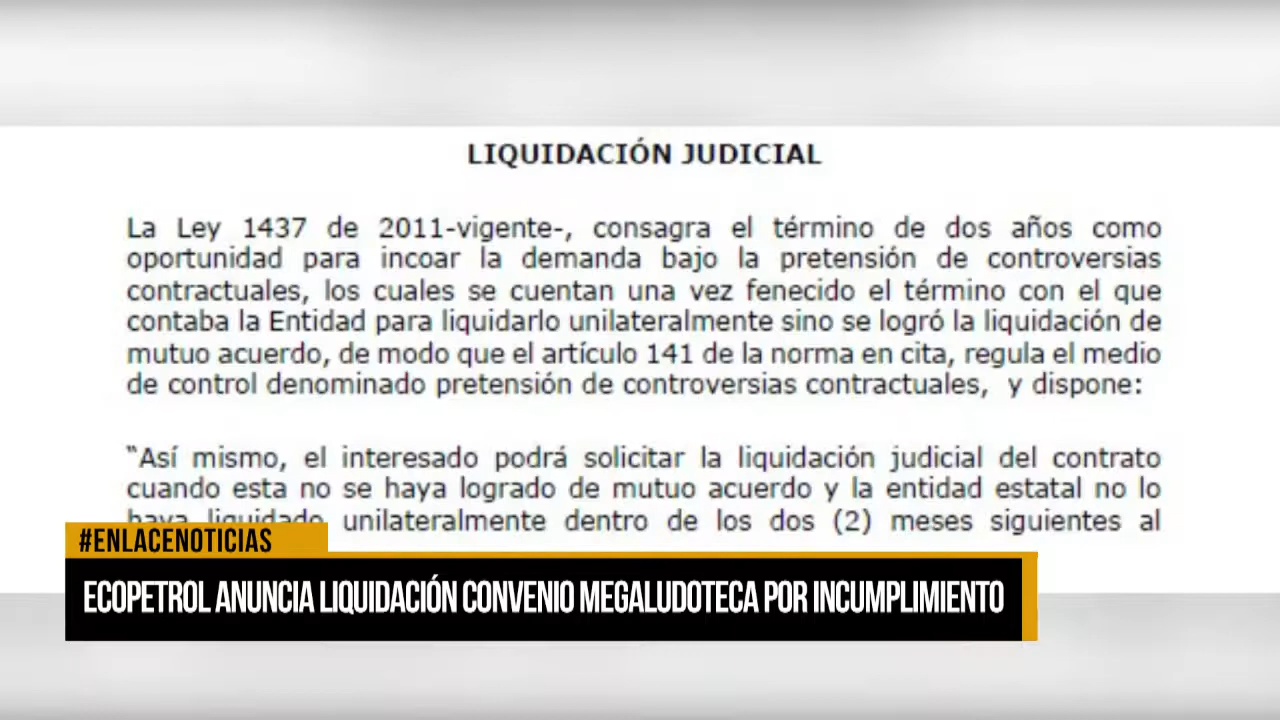 LIQUIDACIÓN JUDICIAL
La Ley 1437 de 2011-vigente-, consagra el término de dos años como
oportunidad para incoar la demanda bajo la pretensión de controversias
contractuales, los cuales se cuentan una vez fenecido el término con el que
contaba la Entidad para liquidarlo unilateralmente sino se logró la liquidación de
mutuo acuerdo, de modo que el artículo 141 de la norma en cita, regula el medio
de control denominado pretensión de controversias contractuales, y dispone:
“Así mismo, el interesado podrá solicitar la liquidación judicial del contrato
cuando esta no se haya logrado de mutuo acuerdo y la entidad estatal no lo
haya liquidado unilateralmente dentro de los dos (2) meses siguientes al
#ENLACENOTICIAS
ECOPETROL ANUNCIA LIQUIDACIÓN CONVENIO MEGALUDOTECA POR INCUMPLIMIENTO